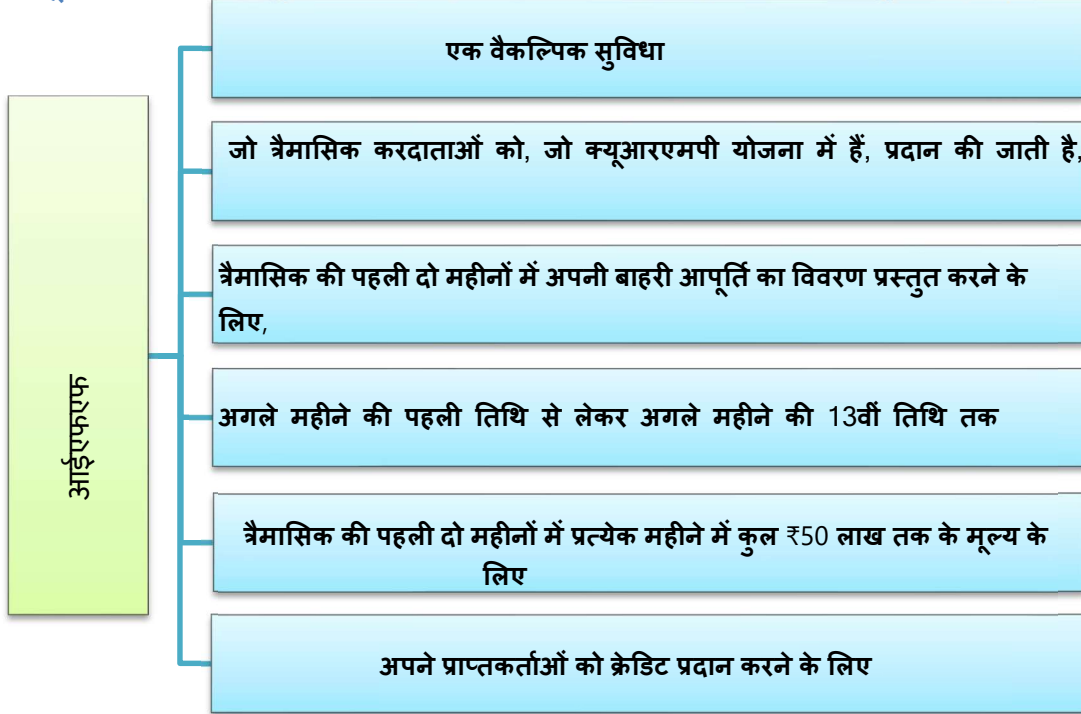 आईएफएफ
एक वैकल्पिक सुविधा
जो त्रैमासिक करदाताओं को, जो क्यूआरएमपी योजना में हैं, प्रदान की जाती है,
त्रैमासिक की पहली दो महीनों में अपनी बाहरी आपूर्ति का विवरण प्रस्तुत करने के
लिए,
अगले महीने की पहली तिथि से लेकर अगले महीने की 13वीं तिथि तक
त्रैमासिक की पहली दो महीनों में प्रत्येक महीने में कुल ₹50 लाख तक के मूल्य के
लिए
अपने प्राप्तकर्ताओं को क्रेडिट प्रदान करने के लिए